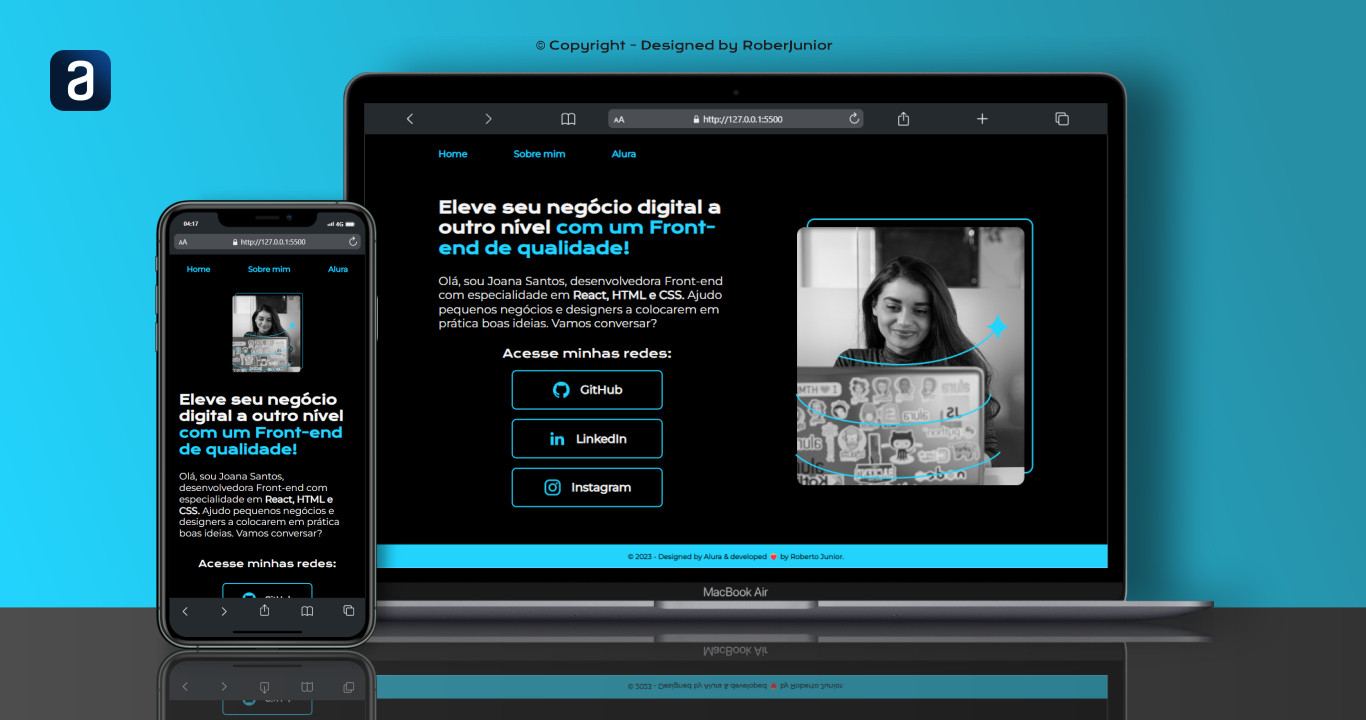 a
© Copyright - Designed by RoberJunior
AA
http://127.0.0.1:5500
Home
Sobre mim
Alura
Eleve seu negócio digital a
outro nível com um Front-
end de qualidade!
Olá, sou Joana Santos, desenvolvedora Front-end
com especialidade em React, HTML e CSS. Ajudo
pequenos negócios e designers a colocarem em
prática boas ideias. Vamos conversar?
Acesse minhas redes:
GitHub
in LinkedIn
Instagram
© 2023 - Designed by Alura & developed ❤️ by Roberto Junior.
MacBook Air
04:17
4G
AA
http://127.0.0.1:5500
Home
Sobre mim
Alura
Eleve seu negócio
digital a outro nível
com um Front-end
de qualidade!
Olá, sou Joana Santos,
desenvolvedora Front-end com
especialidade em React, HTML e
CSS. Ajudo pequenos negócios e
designers a colocarem em prática
boas ideias. Vamos conversar?
Acesse minhas redes:
GitHub